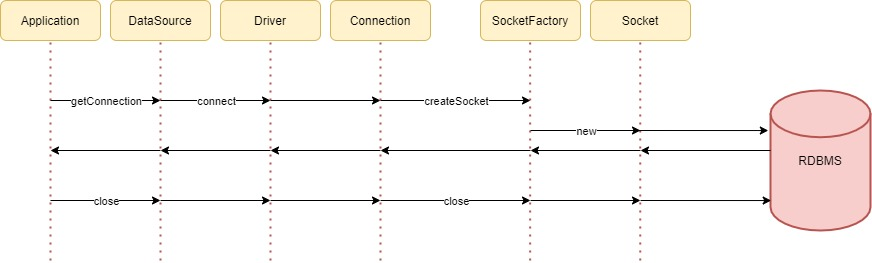 Application
DataSource
Driver
Connection
SocketFactory
Socket
getConnection
connect
createSocket
new
RDBMS
close
close